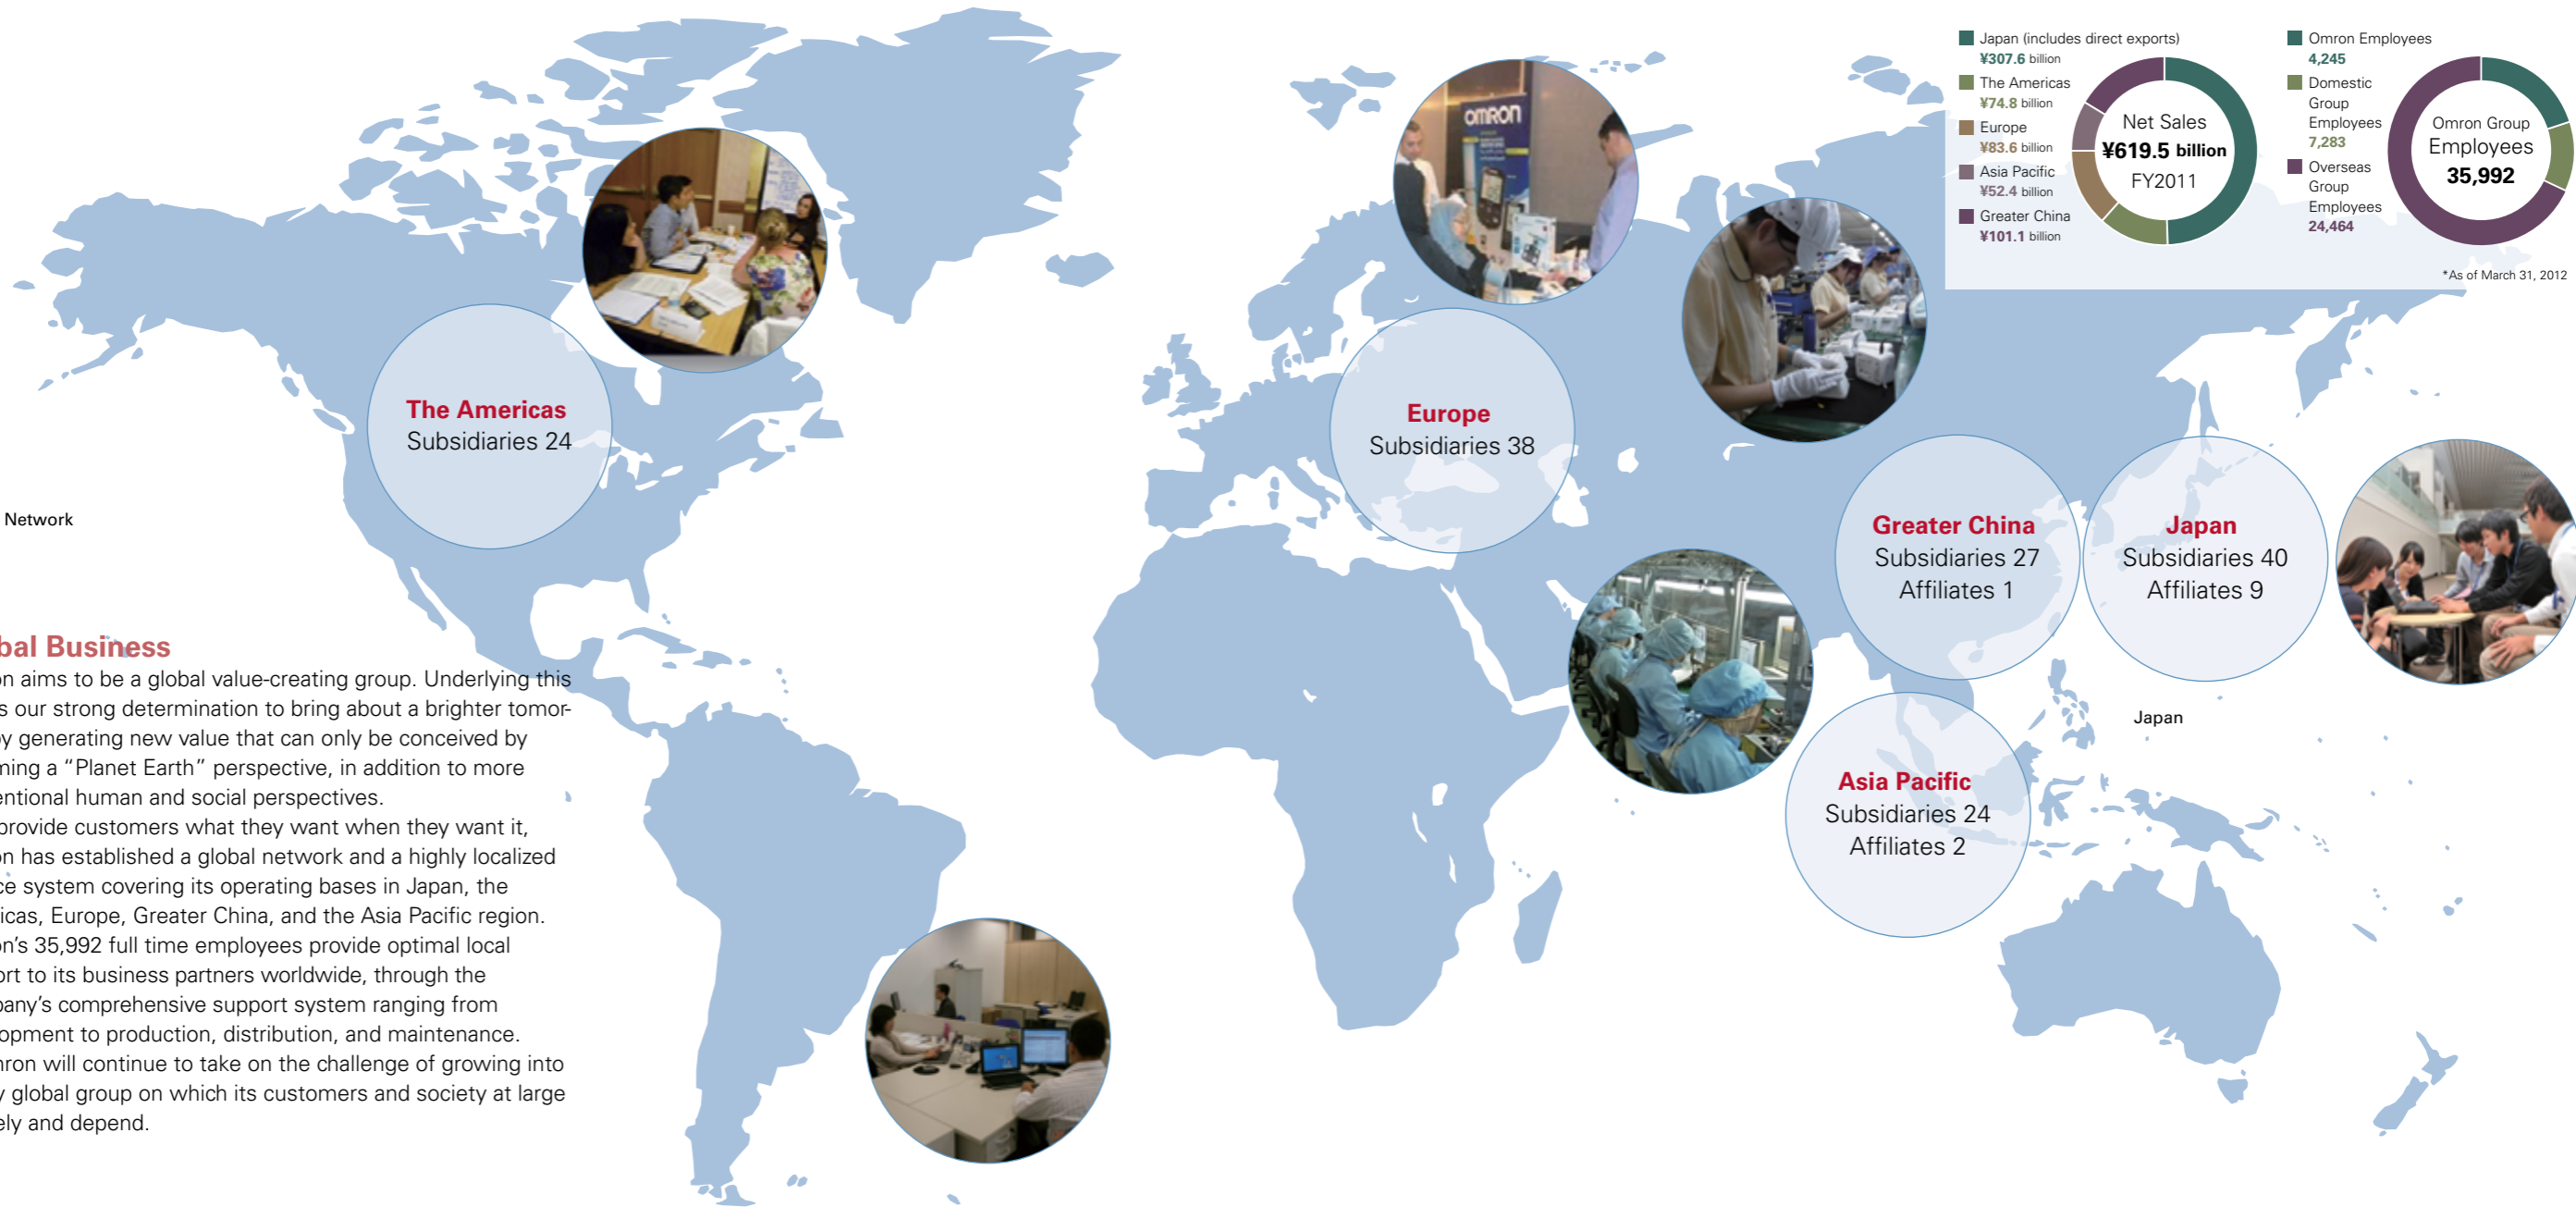 Japan (includes direct exports)
¥307.6 billion
The Americas
¥74.8 billion
Europe
¥83.6 billion
Asia Pacific
¥52.4 billion
Greater China
¥101.1 billion
Net Sales
¥619.5 billion
FY2011
Omron Employees
4,245
Domestic
Group
Employees
7,283
Overseas
Group
Employees
24,464
Omron Group
Employees
35,992
*As of March 31, 2012
OMRON
The Americas
Subsidiaries 24
Europe
Subsidiaries 38
Greater China
Subsidiaries 27
Affiliates 1
Japan
Subsidiaries 40
Affiliates 9
Asia Pacific
Subsidiaries 24
Affiliates 2
Japan
Network
bal Business
on aims to be a global value-creating group. Underlying this
s our strong determination to bring about a brighter tomor-
by generating new value that can only be conceived by
ming a “Planet Earth” perspective, in addition to more
entional human and social perspectives.
provide customers what they want when they want it,
on has established a global network and a highly localized
ce system covering its operating bases in Japan, the
icas, Europe, Greater China, and the Asia Pacific region.
on’s 35,992 full time employees provide optimal local
ort to its business partners worldwide, through the
pany’s comprehensive support system ranging from
opment to production, distribution, and maintenance.
nron will continue to take on the challenge of growing into
y global group on which its customers and society at large
ely and depend.